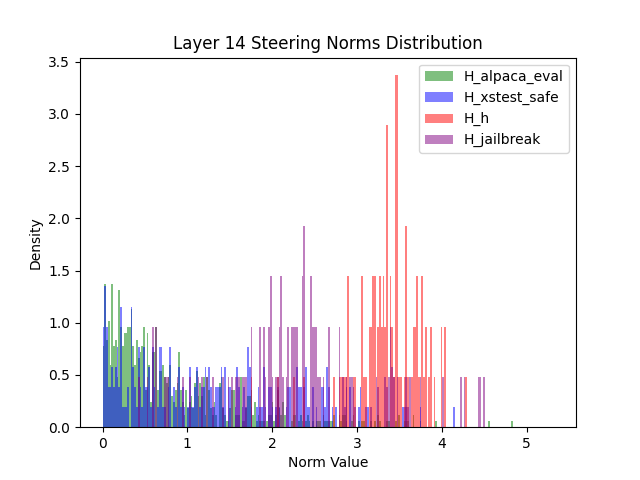 Layer 14 Steering Norms Distribution
H_alpaca_eval
H_xstest_safe
H_h
H_jailbreak
Density
3.5
3.0
2.5
2.0
1.5
1.0
0.5
0.0
0 1 2 3 4 5
Norm Value